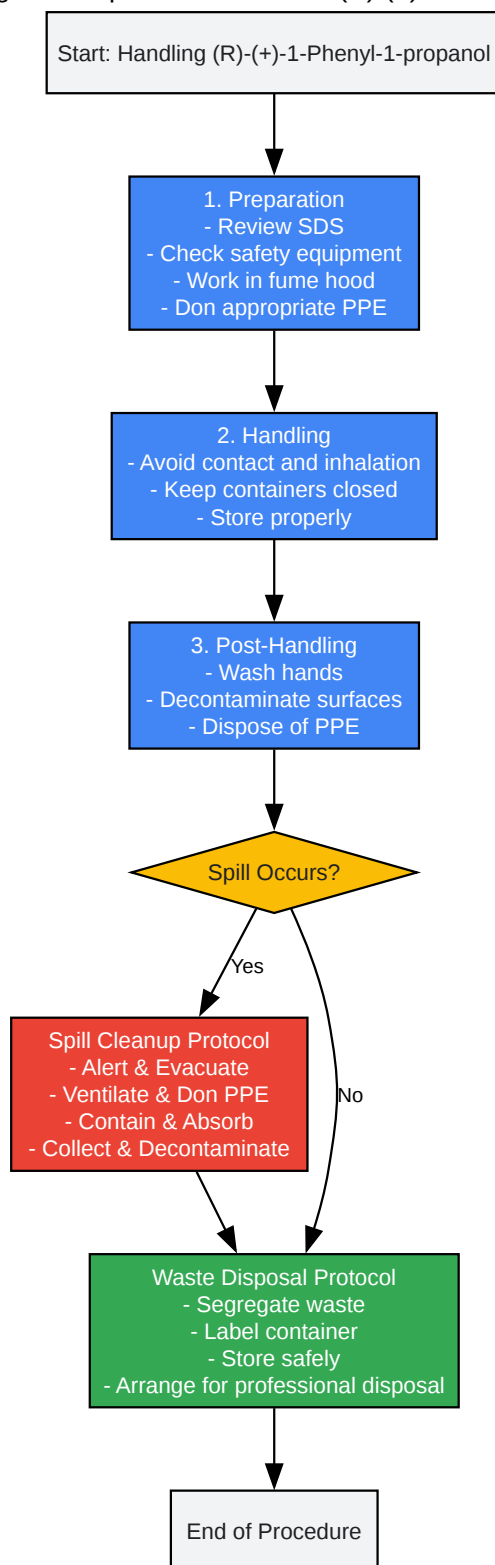 Start: Handling (R)-(+)-1-Phenyl-1-propanol
1. Preparation
- Review SDS
- Check safety equipment
- Work in fume hood
- Don appropriate PPE
2. Handling
- Avoid contact and inhalation
- Keep containers closed
- Store properly
3. Post-Handling
- Wash hands
- Decontaminate surfaces
- Dispose of PPE
Spill Occurs?
Yes
Spill Cleanup Protocol
- Alert & Evacuate
- Ventilate & Don PPE
- Contain & Absorb
- Collect & Decontaminate
No
Waste Disposal Protocol
- Segregate waste
- Label container
- Store safely
- Arrange for professional disposal
End of Procedure